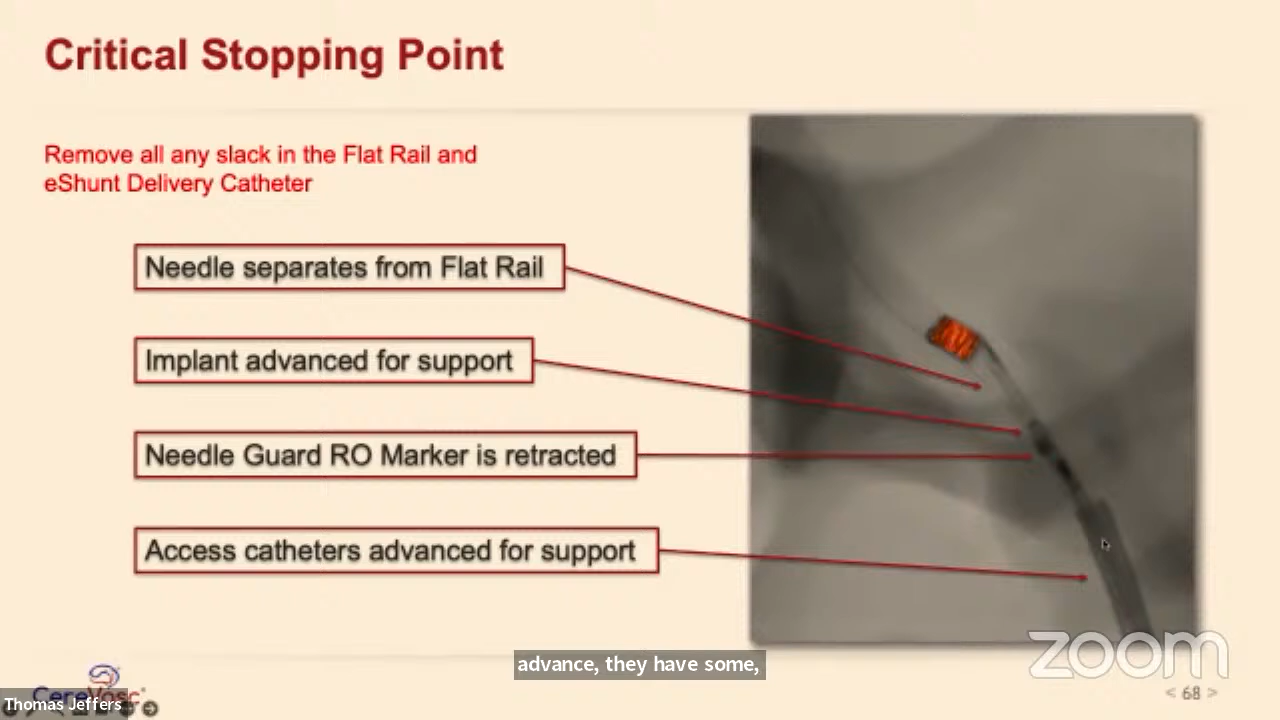 Critical Stopping Point
Remove all any slack in the Flat Rail and
eShunt Delivery Catheter
Needle separates from Flat Rail
Implant advanced for support
Needle Guard RO Marker is retracted
Access catheters advanced for support
advance, they have some,
zoom
CereVasc
Thomas Jeffers
< 68 >